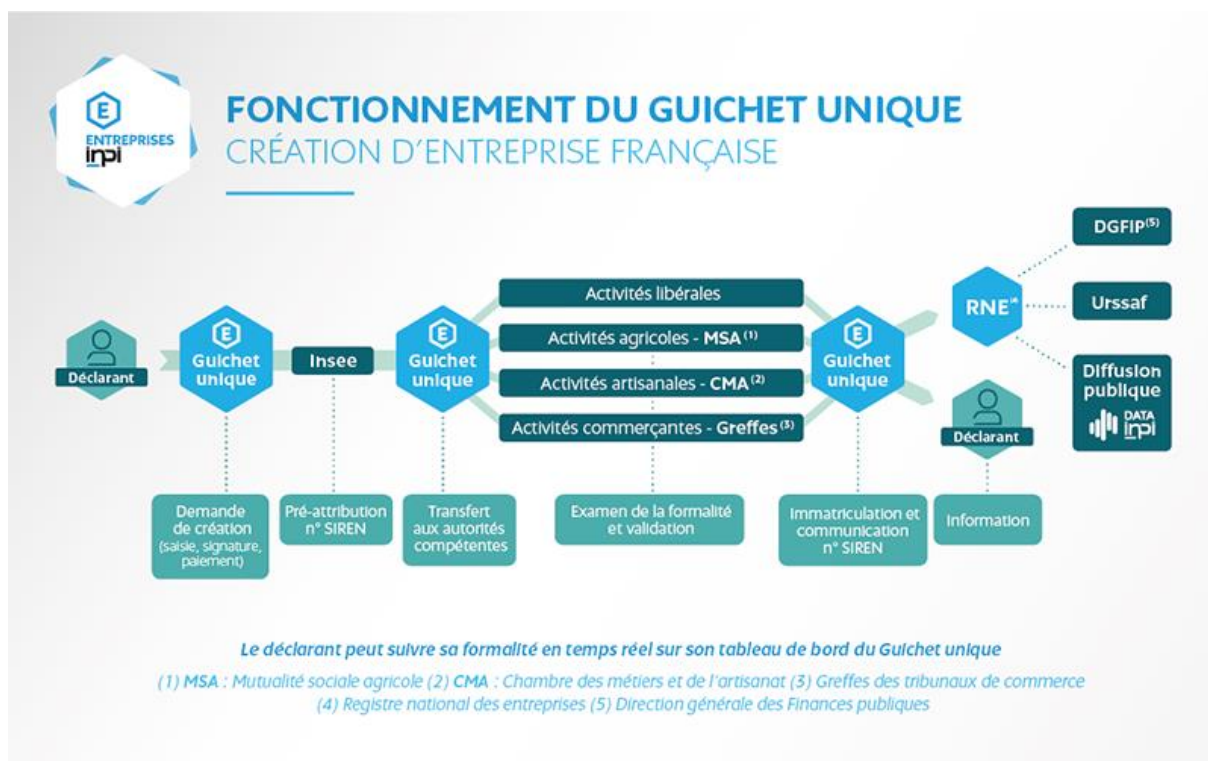 E
ENTREPRISES
inpi
FONCTIONNEMENT DU GUICHET UNIQUE
CRÉATION D'ENTREPRISE FRANÇAISE
Déclarant
E
Guichet
unique
Insee
E
Guichet
unique
Activités libérales
Activités agricoles - MSA (1)
Activités artisanales - CMA (2)
Activités commerçantes - Greffes (3)
E
Guichet
unique
RNE (4)
DGFIP (5)
Urssaf
Diffusion
publique
DATA
inpi
Déclarant
Demande
de création
(saisie, signature,
paiement)
Pré-attribution
n° SIREN
Transfert
aux autorités
compétentes
Examen de la formalité
et validation
Immatriculation et
communication
n° SIREN
Information
Le déclarant peut suivre sa formalité en temps réel sur son tableau de bord du Guichet unique
(1) MSA : Mutualité sociale agricole (2) CMA : Chambre des métiers et de l'artisanat (3) Greffes des tribunaux de commerce
(4) Registre national des entreprises (5) Direction générale des Finances publiques